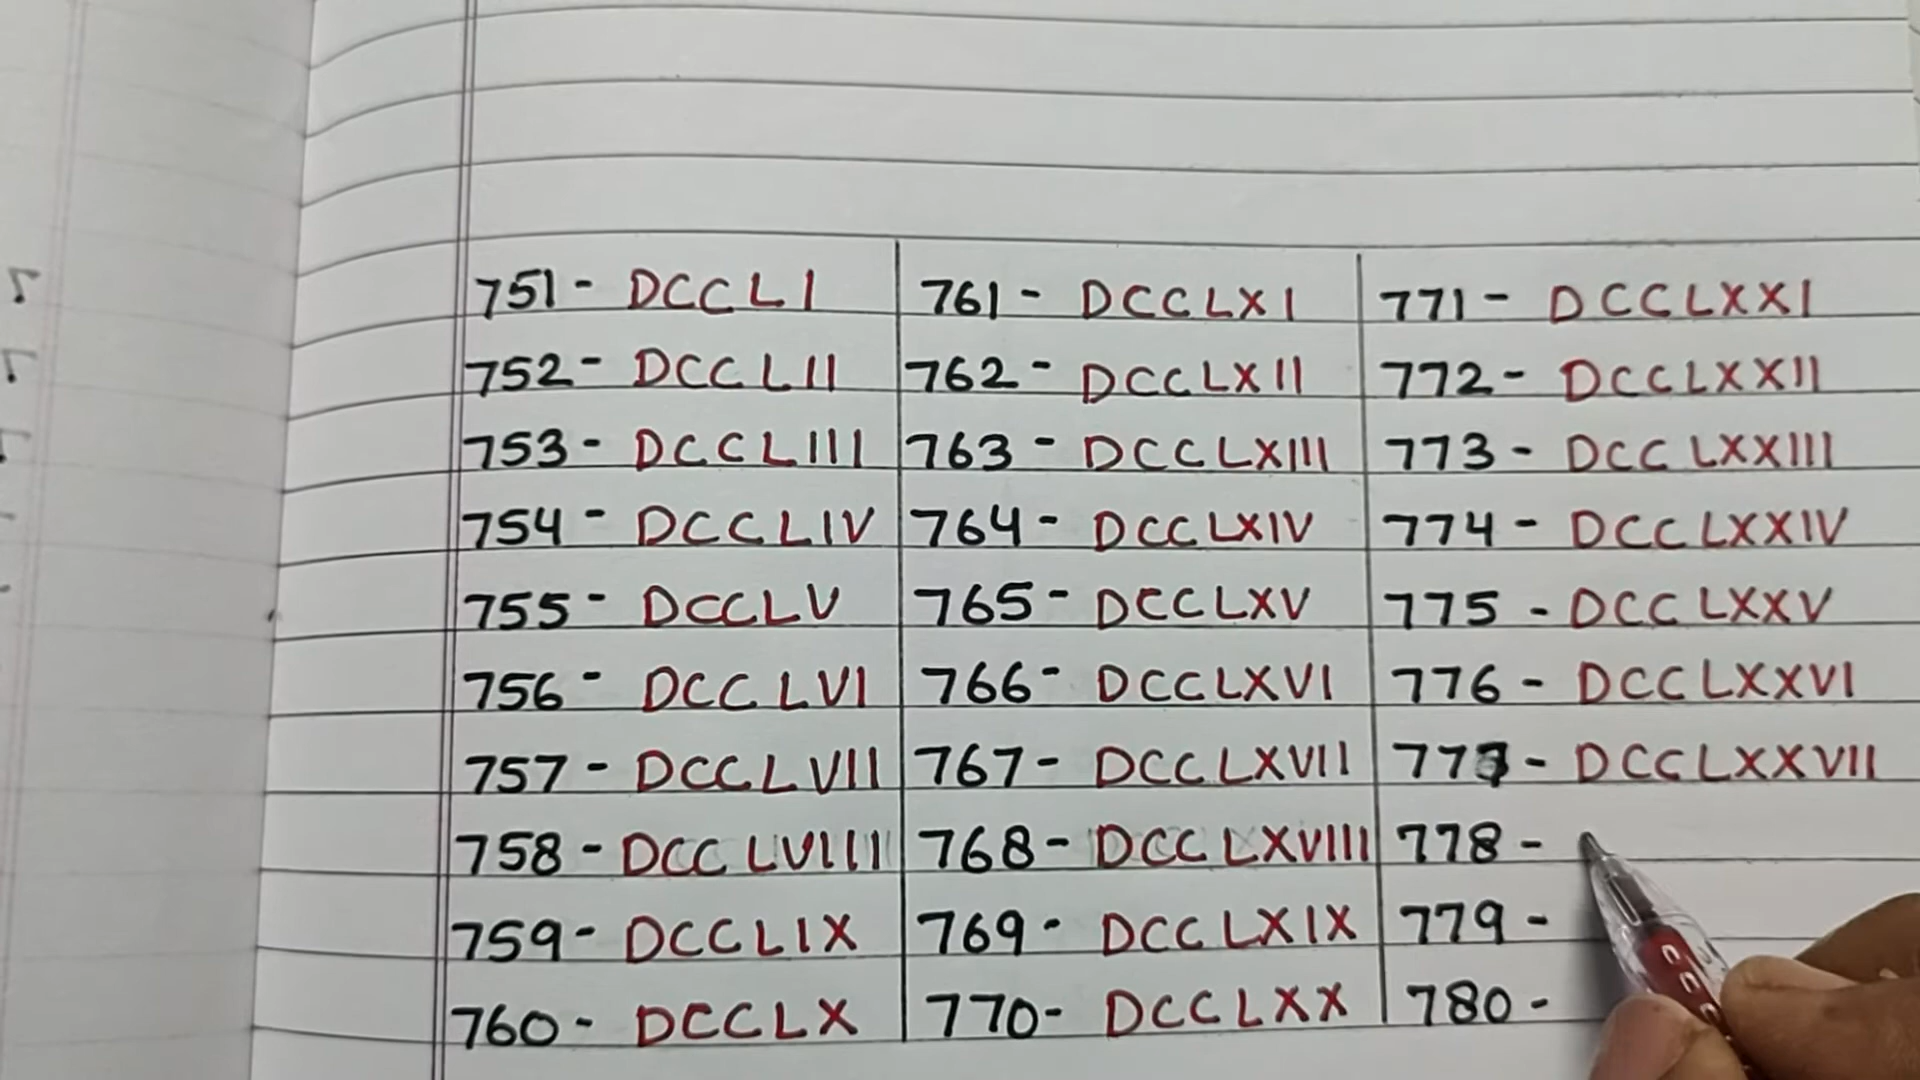 751 - DCCLI
752 - DCCLII
753 - DCCLIII
754 - DCCLIV
755 - DCCLV
756 - DCCLVI
757 - DCCLVII
758 - DCCLVIII
759 - DCCLIX
760 - DCCLX
761 - DCCLXI
762 - DCCLXII
763 - DCCLXIII
764 - DCCLXIV
765 - DCCLXV
766 - DCCLXVI
767 - DCCLXVII
768 - DCCLXVIII
769 - DCCLXIX
770 - DCCLXX
771 - DCCLXXI
772 - DCCLXXII
773 - DCCLXXIII
774 - DCCLXXIV
775 - DCCLXXV
776 - DCCLXXVI
777 - DCCLXXVII
778 -
779 -
780 -